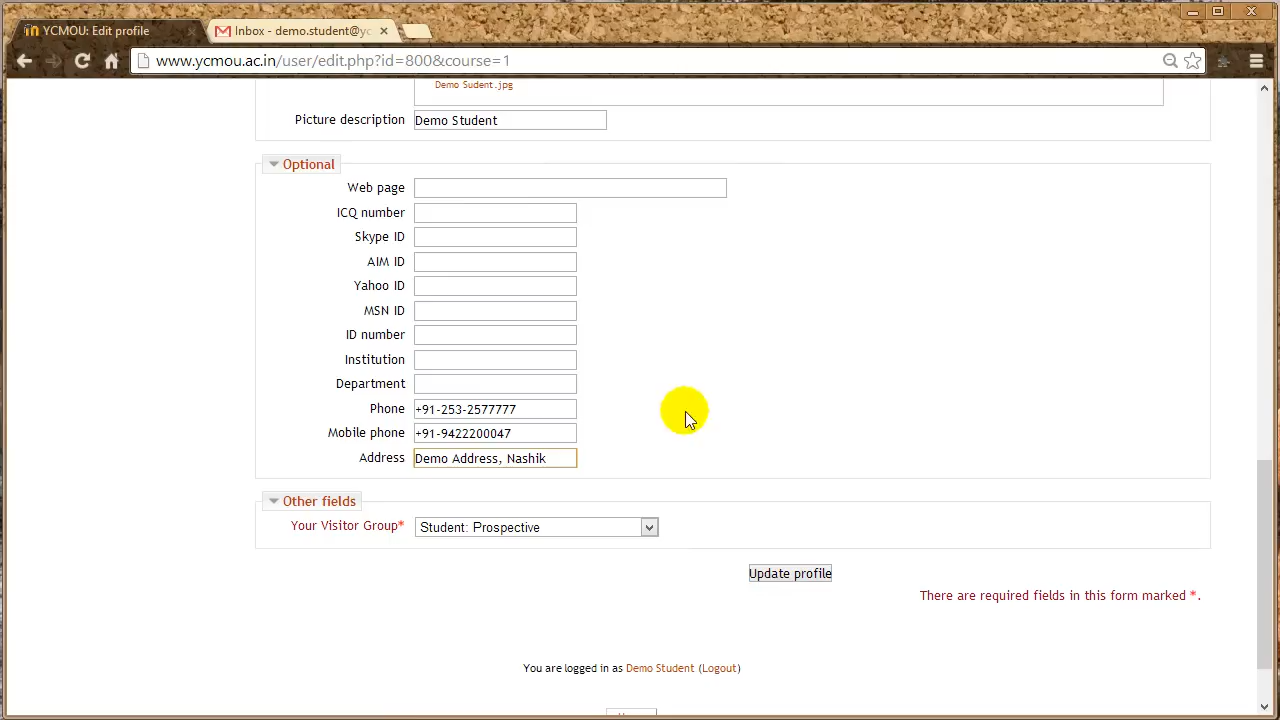 YCMOU: Edit profile
Inbox - demo.student@yc
www.ycmou.ac.in/user/edit.php?id=800&course=1
Demo Sudent.jpg
Picture description Demo Student
Optional
Web page
ICQ number
Skype ID
AIM ID
Yahoo ID
MSN ID
ID number
Institution
Department
Phone +91-253-2577777
Mobile phone +91-9422200047
Address Demo Address, Nashik
Other fields
Your Visitor Group* Student: Prospective
Update profile
There are required fields in this form marked *.
You are logged in as Demo Student (Logout)